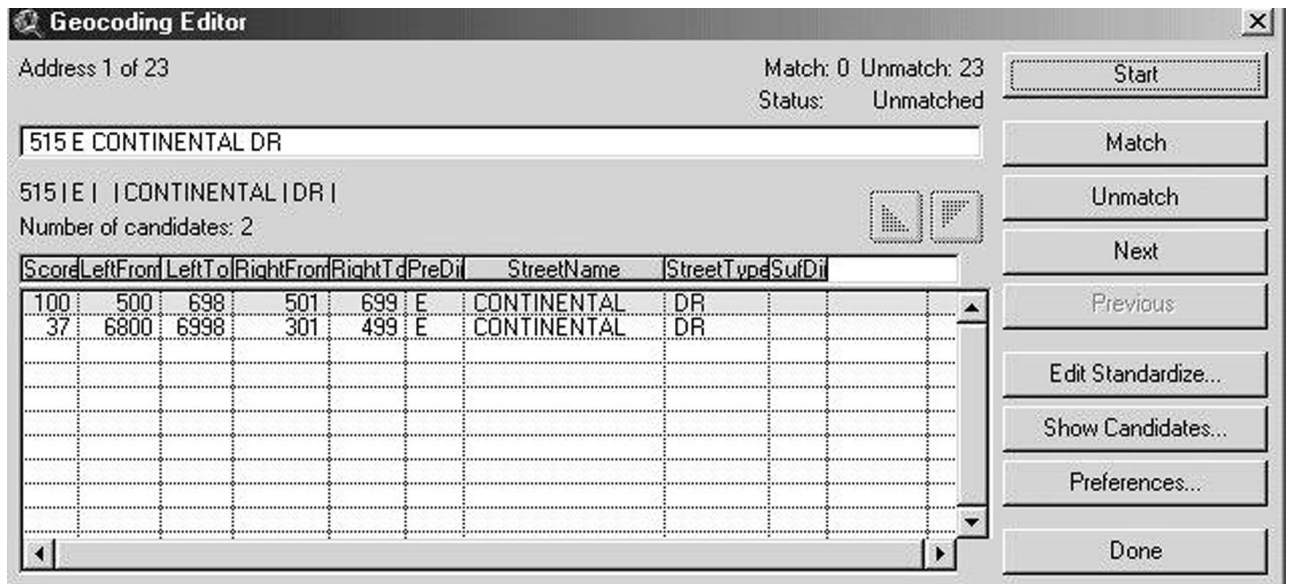 Geocoding Editor
Address 1 of 23
Match: 0 Unmatch: 23
Status: Unmatched
515 E CONTINENTAL DR
515 | E | | CONTINENTAL | DR |
Number of candidates: 2
Score LeftFrom LeftTo RightFrom RightTo PreDi StreetName StreetType SufDi
100 500 698 501 699 E CONTINENTAL DR
37 6800 6998 301 499 E CONTINENTAL DR
Start
Match
Unmatch
Next
Previous
Edit Standardize...
Show Candidates...
Preferences...
Done